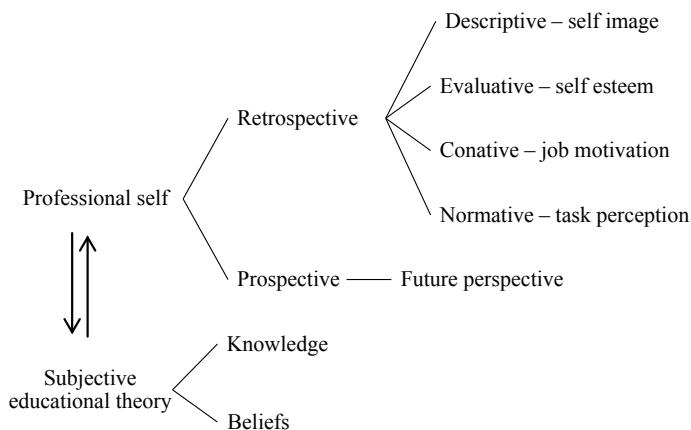 Descriptive – self image
Evaluative – self esteem
Retrospective
Conative – job motivation
Professional self
Normative – task perception
Prospective
Future perspective
Knowledge
Subjective
educational theory
Beliefs